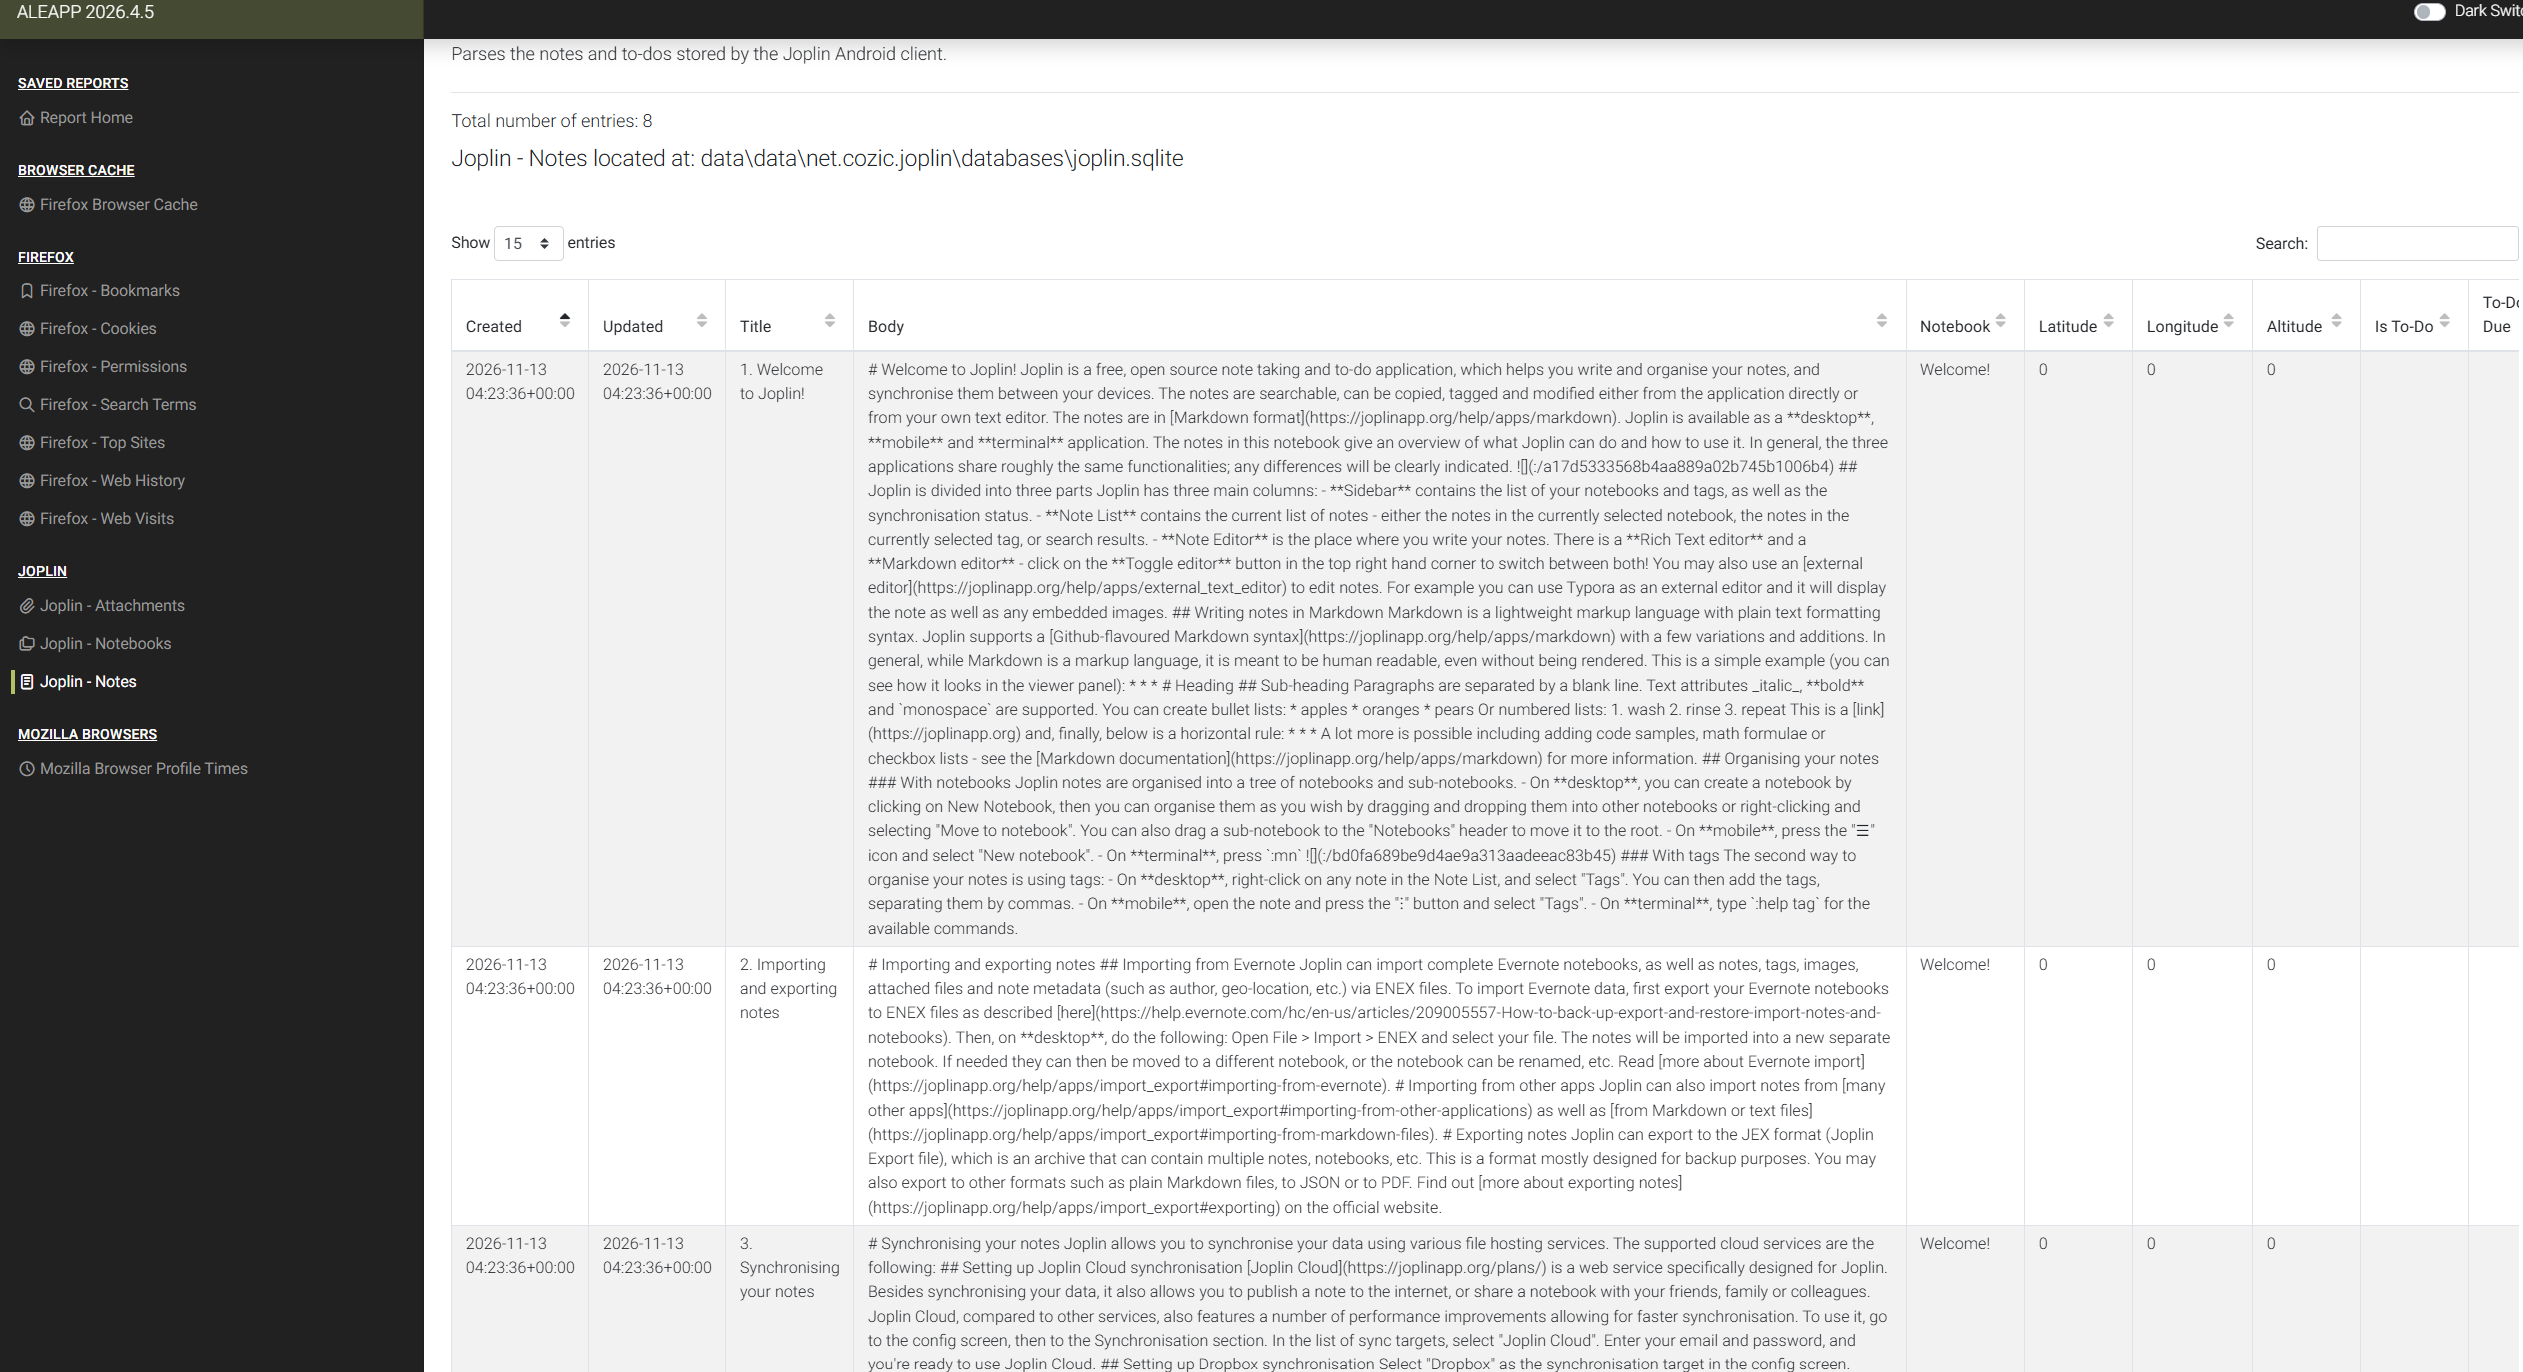 ALEAPP 2026.4.5
Dark Swit
SAVED REPORTS
Report Home
BROWSER CACHE
Firefox Browser Cache
FIREFOX
Firefox - Bookmarks
Firefox - Cookies
Firefox - Permissions
Firefox - Search Terms
Firefox - Top Sites
Firefox - Web History
Firefox - Web Visits
JOPLIN
Joplin - Attachments
Joplin - Notebooks
Joplin - Notes
MOZILLA BROWSERS
Mozilla Browser Profile Times
Parses the notes and to-dos stored by the Joplin Android client.
Total number of entries: 8
Joplin - Notes located at: data\data\net.cozic.joplin\databases\joplin.sqlite
Show 15 entries
Search:
Created Updated Title Body Notebook Latitude Longitude Altitude Is To-Do To-Do Due
2026-11-13
04:23:36+00:00
2026-11-13
04:23:36+00:00
1. Welcome
to Joplin!
# Welcome to Joplin! Joplin is a free, open source note taking and to-do application, which helps you write and organise your notes, and
synchronise them between your devices. The notes are searchable, can be copied, tagged and modified either from the application directly or
from your own text editor. The notes are in [Markdown format](https://joplinapp.org/help/apps/markdown). Joplin is available as a **desktop**,
**mobile** and **terminal** application. The notes in this notebook give an overview of what Joplin can do and how to use it. In general, the three
applications share roughly the same functionalities; any differences will be clearly indicated. ![](:/a17d5333568b4aa889a02b745b1006b4) ##
Joplin is divided into three parts Joplin has three main columns: - **Sidebar** contains the list of your notebooks and tags, as well as the
synchronisation status. - **Note List** contains the current list of notes - either the notes in the currently selected notebook, the notes in the
currently selected tag, or search results. - **Note Editor** is the place where you write your notes. There is a **Rich Text editor** and a
**Markdown editor** - click on the **Toggle editor** button in the top right hand corner to switch between both! You may also use an [external
editor](https://joplinapp.org/help/apps/external_text_editor) to edit notes. For example you can use Typora as an external editor and it will display
the note as well as any embedded images. ## Writing notes in Markdown Markdown is a lightweight markup language with plain text formatting
syntax. Joplin supports a [Github-flavoured Markdown syntax](https://joplinapp.org/help/apps/markdown) with a few variations and additions. In
general, while Markdown is a markup language, it is meant to be human readable, even without being rendered. This is a simple example (you can
see how it looks in the viewer panel): * * * # Heading ## Sub-heading Paragraphs are separated by a blank line. Text attributes _italic_, **bold**
and `monospace` are supported. You can create bullet lists: * apples * oranges * pears Or numbered lists: 1. wash 2. rinse 3. repeat This is a [link]
(https://joplinapp.org) and, finally, below is a horizontal rule: * * * A lot more is possible including adding code samples, math formulae or
checkbox lists - see the [Markdown documentation](https://joplinapp.org/help/apps/markdown) for more information. ## Organising your notes
### With notebooks Joplin notes are organised into a tree of notebooks and sub-notebooks. - On **desktop**, you can create a notebook by
clicking on New Notebook, then you can organise them as you wish by dragging and dropping them into other notebooks or right-clicking and
selecting "Move to notebook". You can also drag a sub-notebook to the "Notebooks" header to move it to the root. - On **mobile**, press the "☰"
icon and select "New notebook". - On **terminal**, press `:mn` ![](:/bd0fa689be9d4ae9a313aadeeac83b45) ### With tags The second way to
organise your notes is using tags: - On **desktop**, right-click on any note in the Note List, and select "Tags". You can then add the tags,
separating them by commas. - On **mobile**, open the note and press the "⋮" button and select "Tags". - On **terminal**, type `:help tag` for the
available commands.
Welcome! 0 0 0
2026-11-13
04:23:36+00:00
2026-11-13
04:23:36+00:00
2. Importing
and exporting
notes
# Importing and exporting notes ## Importing from Evernote Joplin can import complete Evernote notebooks, as well as notes, tags, images,
attached files and note metadata (such as author, geo-location, etc.) via ENEX files. To import Evernote data, first export your Evernote notebooks
to ENEX files as described [here](https://help.evernote.com/hc/en-us/articles/209005557-How-to-back-up-export-and-restore-import-notes-and-
notebooks). Then, on **desktop**, do the following: Open File > Import > ENEX and select your file. The notes will be imported into a new separate
notebook. If needed they can then be moved to a different notebook, or the notebook can be renamed, etc. Read [more about Evernote import]
(https://joplinapp.org/help/apps/import_export#importing-from-evernote). # Importing from other apps Joplin can also import notes from [many
other apps](https://joplinapp.org/help/apps/import_export#importing-from-other-applications) as well as [from Markdown or text files]
(https://joplinapp.org/help/apps/import_export#importing-from-markdown-files). # Exporting notes Joplin can export to the JEX format (Joplin
Export file), which is an archive that can contain multiple notes, notebooks, etc. This is a format mostly designed for backup purposes. You may
also export to other formats such as plain Markdown files, to JSON or to PDF. Find out [more about exporting notes]
(https://joplinapp.org/help/apps/import_export#exporting) on the official website.
Welcome! 0 0 0
2026-11-13
04:23:36+00:00
2026-11-13
04:23:36+00:00
3.
Synchronising
your notes
# Synchronising your notes Joplin allows you to synchronise your data using various file hosting services. The supported cloud services are the
following: ## Setting up Joplin Cloud synchronisation [Joplin Cloud](https://joplinapp.org/plans/) is a web service specifically designed for Joplin.
Besides synchronising your data, it also allows you to publish a note to the internet, or share a notebook with your friends, family or colleagues.
Joplin Cloud, compared to other services, also features a number of performance improvements allowing for faster synchronisation. To use it, go
to the config screen, then to the Synchronisation section. In the list of sync targets, select "Joplin Cloud". Enter your email and password, and
you're ready to use Joplin Cloud. ## Setting up Dropbox synchronisation Select "Dropbox" as the synchronisation target in the config screen.
Welcome! 0 0 0